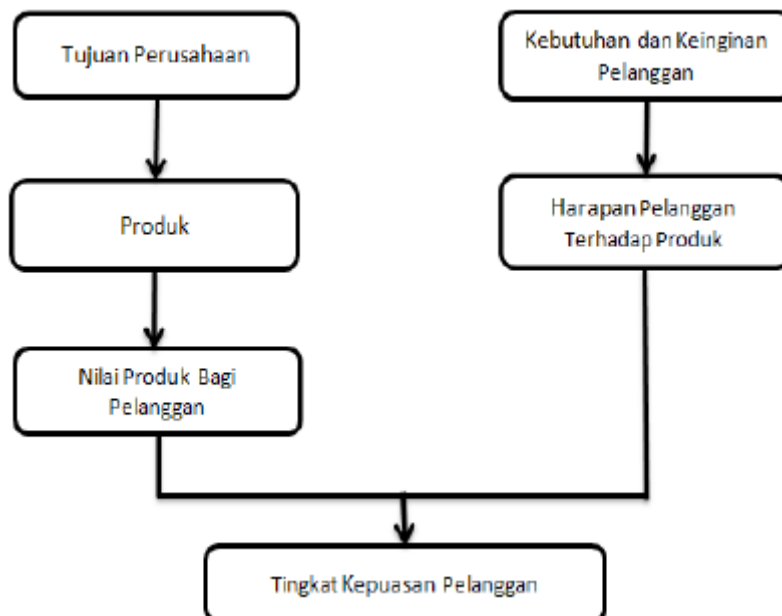 Tujuan Perusahaan
Kebutuhan dan Keinginan
Pelanggan
Produk
Harapan Pelanggan
Terhadap Produk
Nilai Produk Bagi
Pelanggan
Tingkat Kepuasan Pelanggan